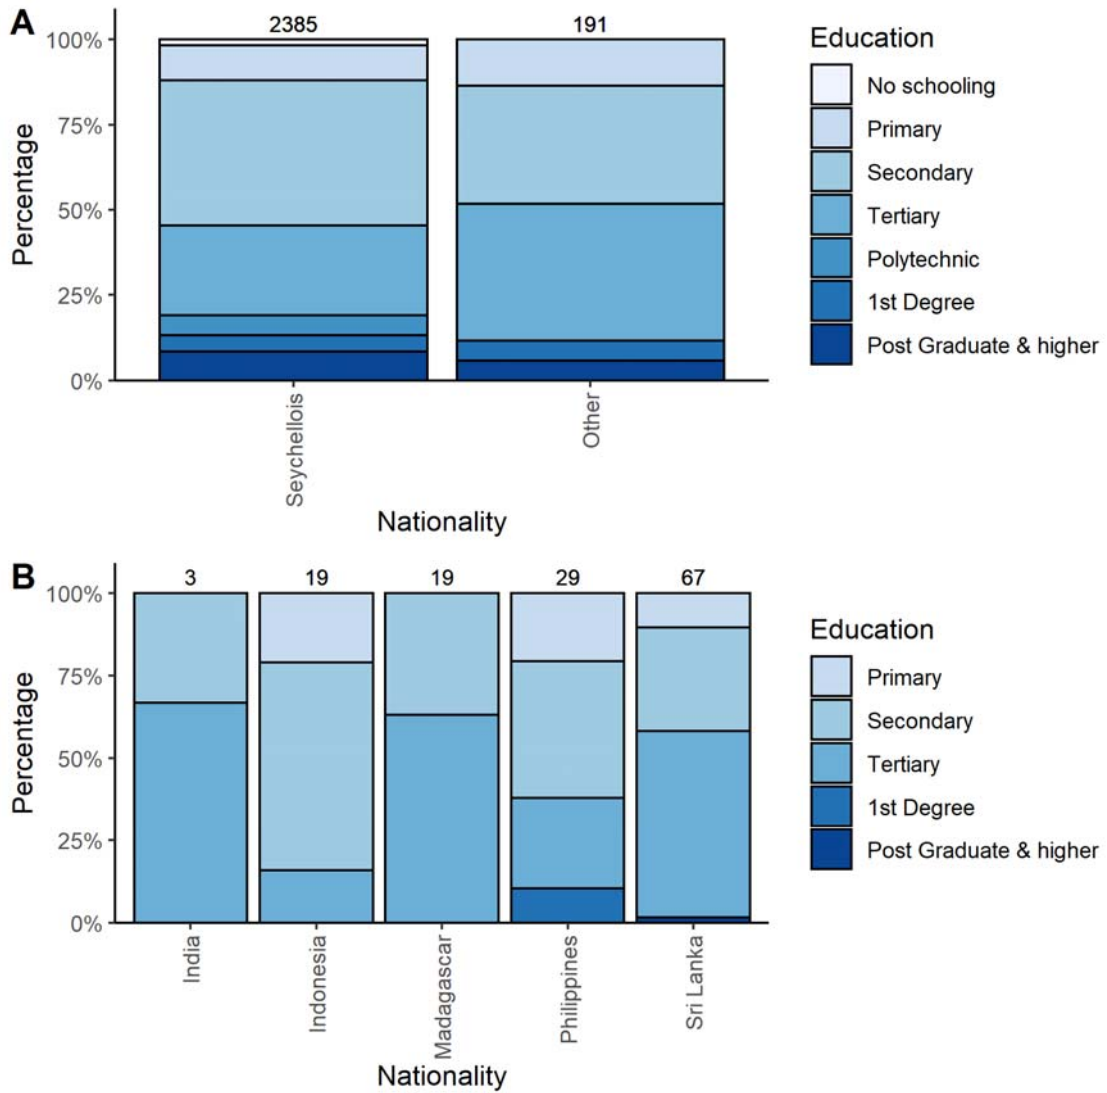 A
2385
191
100%
75%
50%
25%
0%
Percentage
Seychellois
Other
Nationality
Education
No schooling
Primary
Secondary
Tertiary
Polytechnic
1st Degree
Post Graduate & higher
B
3
19
19
29
67
100%
75%
50%
25%
0%
Percentage
India
Indonesia
Madagascar
Philippines
Sri Lanka
Nationality
Education
Primary
Secondary
Tertiary
1st Degree
Post Graduate & higher